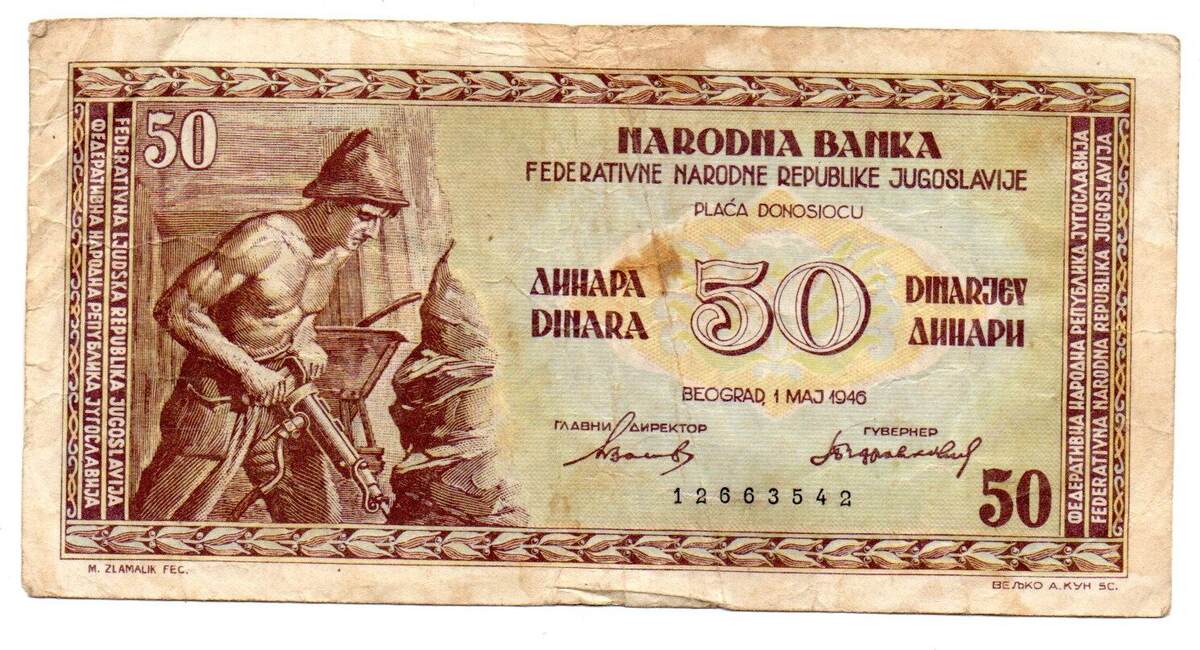 50
FEDERATIVNA LJUDSKA REPUBLIKA JUGOSLAVIJA
ФЕДЕРАТИВНА НАРОДНА РЕПУБЛИКА ЈУГОСЛАВИЈА
NARODNA BANKA
FEDERATIVNE NARODNE REPUBLIKE JUGOSLAVIJE
PLAĆA DONOSIOCU
ДИНАРА
DINARA
50
DINARJEV
ДИНАРИ
BEOGRAD, 1 MAJ 1946
ГЛАВНИ ДИРЕКТОР
ГУВЕРНЕР
12663542
50
ФЕДЕРАТИВНА НАРОДНА РЕПУБЛИКА ЈУГОСЛАВИЈА
FEDERATIVNA NARODNA REPUBLIKA JUGOSLAVIJA
M. ZLAMALIK FEC.
ВЕЉКО А. КУН SC.